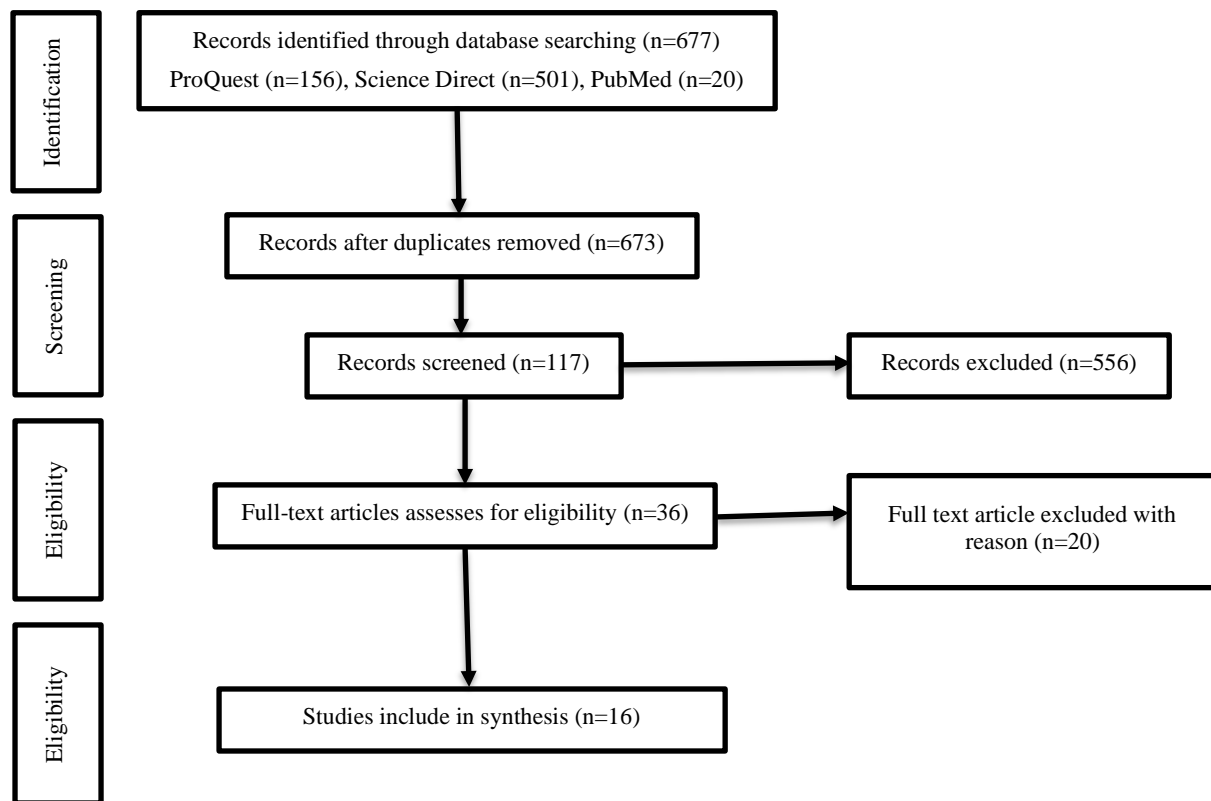 Identification
Records identified through database searching (n=677)
ProQuest (n=156), Science Direct (n=501), PubMed (n=20)
Screening
Records after duplicates removed (n=673)
Records screened (n=117)
Records excluded (n=556)
Eligibility
Full-text articles assesses for eligibility (n=36)
Full text article excluded with
reason (n=20)
Eligibility
Studies include in synthesis (n=16)